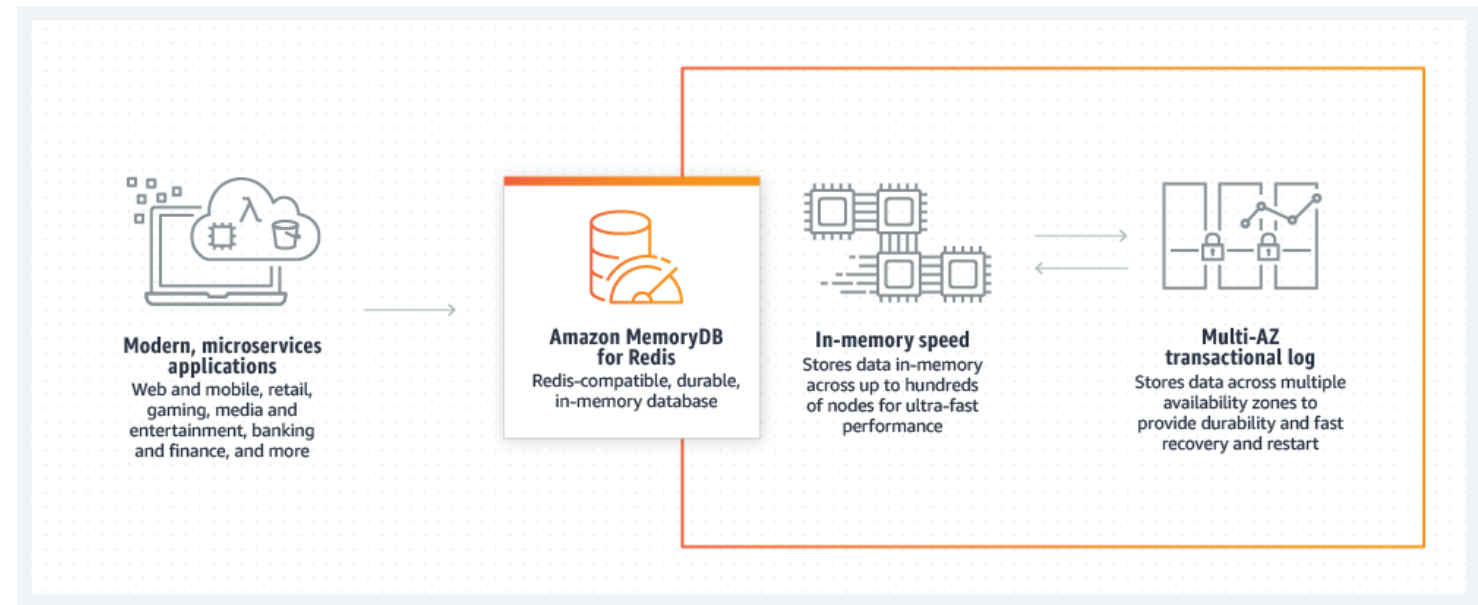 Modern, microservices
applications
Web and mobile, retail,
gaming, media and
entertainment, banking
and finance, and more
Amazon MemoryDB
for Redis
Redis-compatible, durable,
in-memory database
In-memory speed
Stores data in-memory
across up to hundreds
of nodes for ultra-fast
performance
Multi-AZ
transactional log
Stores data across multiple
availability zones to
provide durability and fast
recovery and restart